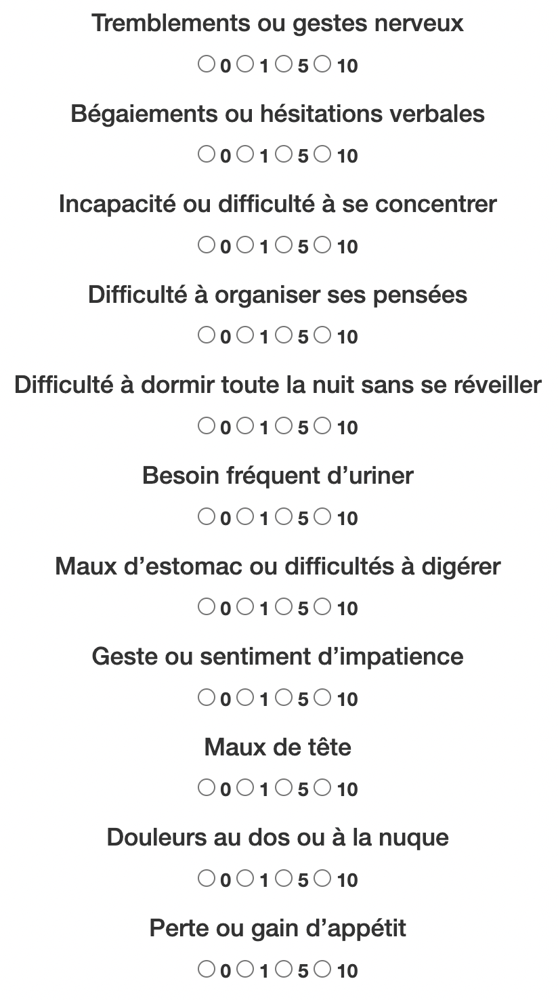 Tremblements ou gestes nerveux
0 1 5 10
Bégaiements ou hésitations verbales
0 1 5 10
Incapacité ou difficulté à se concentrer
0 1 5 10
Difficulté à organiser ses pensées
0 1 5 10
Difficulté à dormir toute la nuit sans se réveiller
0 1 5 10
Besoin fréquent d’uriner
0 1 5 10
Maux d’estomac ou difficultés à digérer
0 1 5 10
Geste ou sentiment d’impatience
0 1 5 10
Maux de tête
0 1 5 10
Douleurs au dos ou à la nuque
0 1 5 10
Perte ou gain d’appétit
0 1 5 10